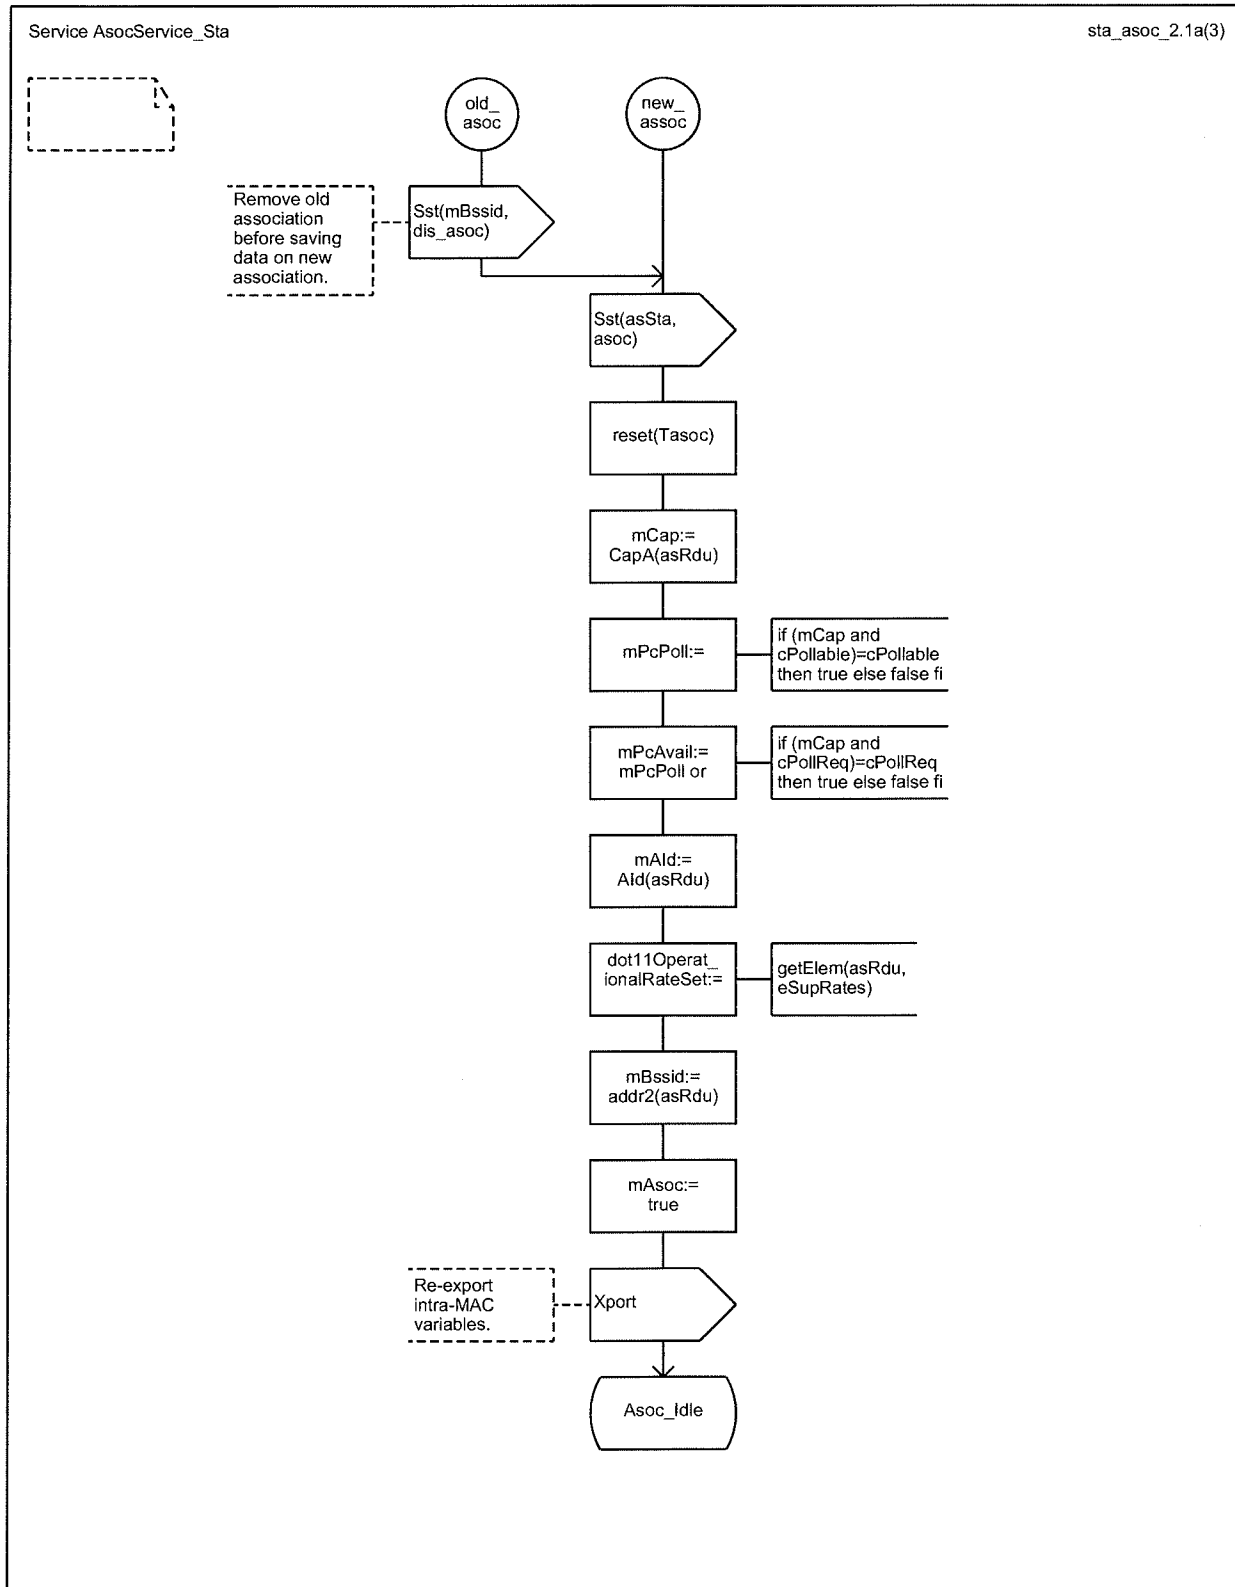 Service AsocService_Sta
sta_asoc_2.1a(3)
old_
asoc
new_
assoc
Remove old
association
before saving
data on new
association.
Sst(mBssid,
dis_asoc)
Sst(asSta,
asoc)
reset(Tasoc)
mCap:=
CapA(asRdu)
mPcPoll:=
if (mCap and
cPollable)=cPollable
then true else false fi
mPcAvail:=
mPcPoll or
if (mCap and
cPollReq)=cPollReq
then true else false fi
mAId:=
AId(asRdu)
dot11Operat_
ionalRateSet:=
getElem(asRdu,
eSupRates)
mBssid:=
addr2(asRdu)
mAsoc:=
true
Re-export
intra-MAC
variables.
Xport
Asoc_Idle